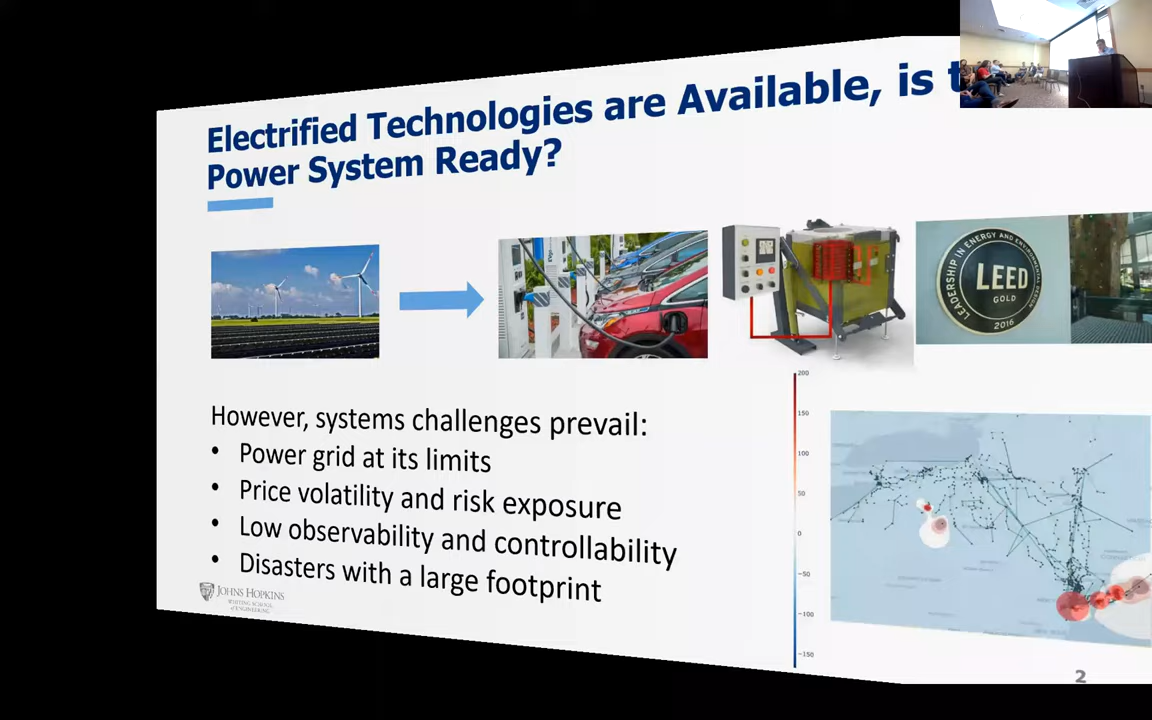 Electrified Technologies are Available, is t
Power System Ready?
LEADERSHIP IN ENERGY AND ENVIRONMENTAL DESIGN
LEED
GOLD
2016
However, systems challenges prevail:
• Power grid at its limits
• Price volatility and risk exposure
• Low observability and controllability
• Disasters with a large footprint
200
150
100
50
0
−50
−100
−150
JOHNS HOPKINS
WHITING SCHOOL
of ENGINEERING
2